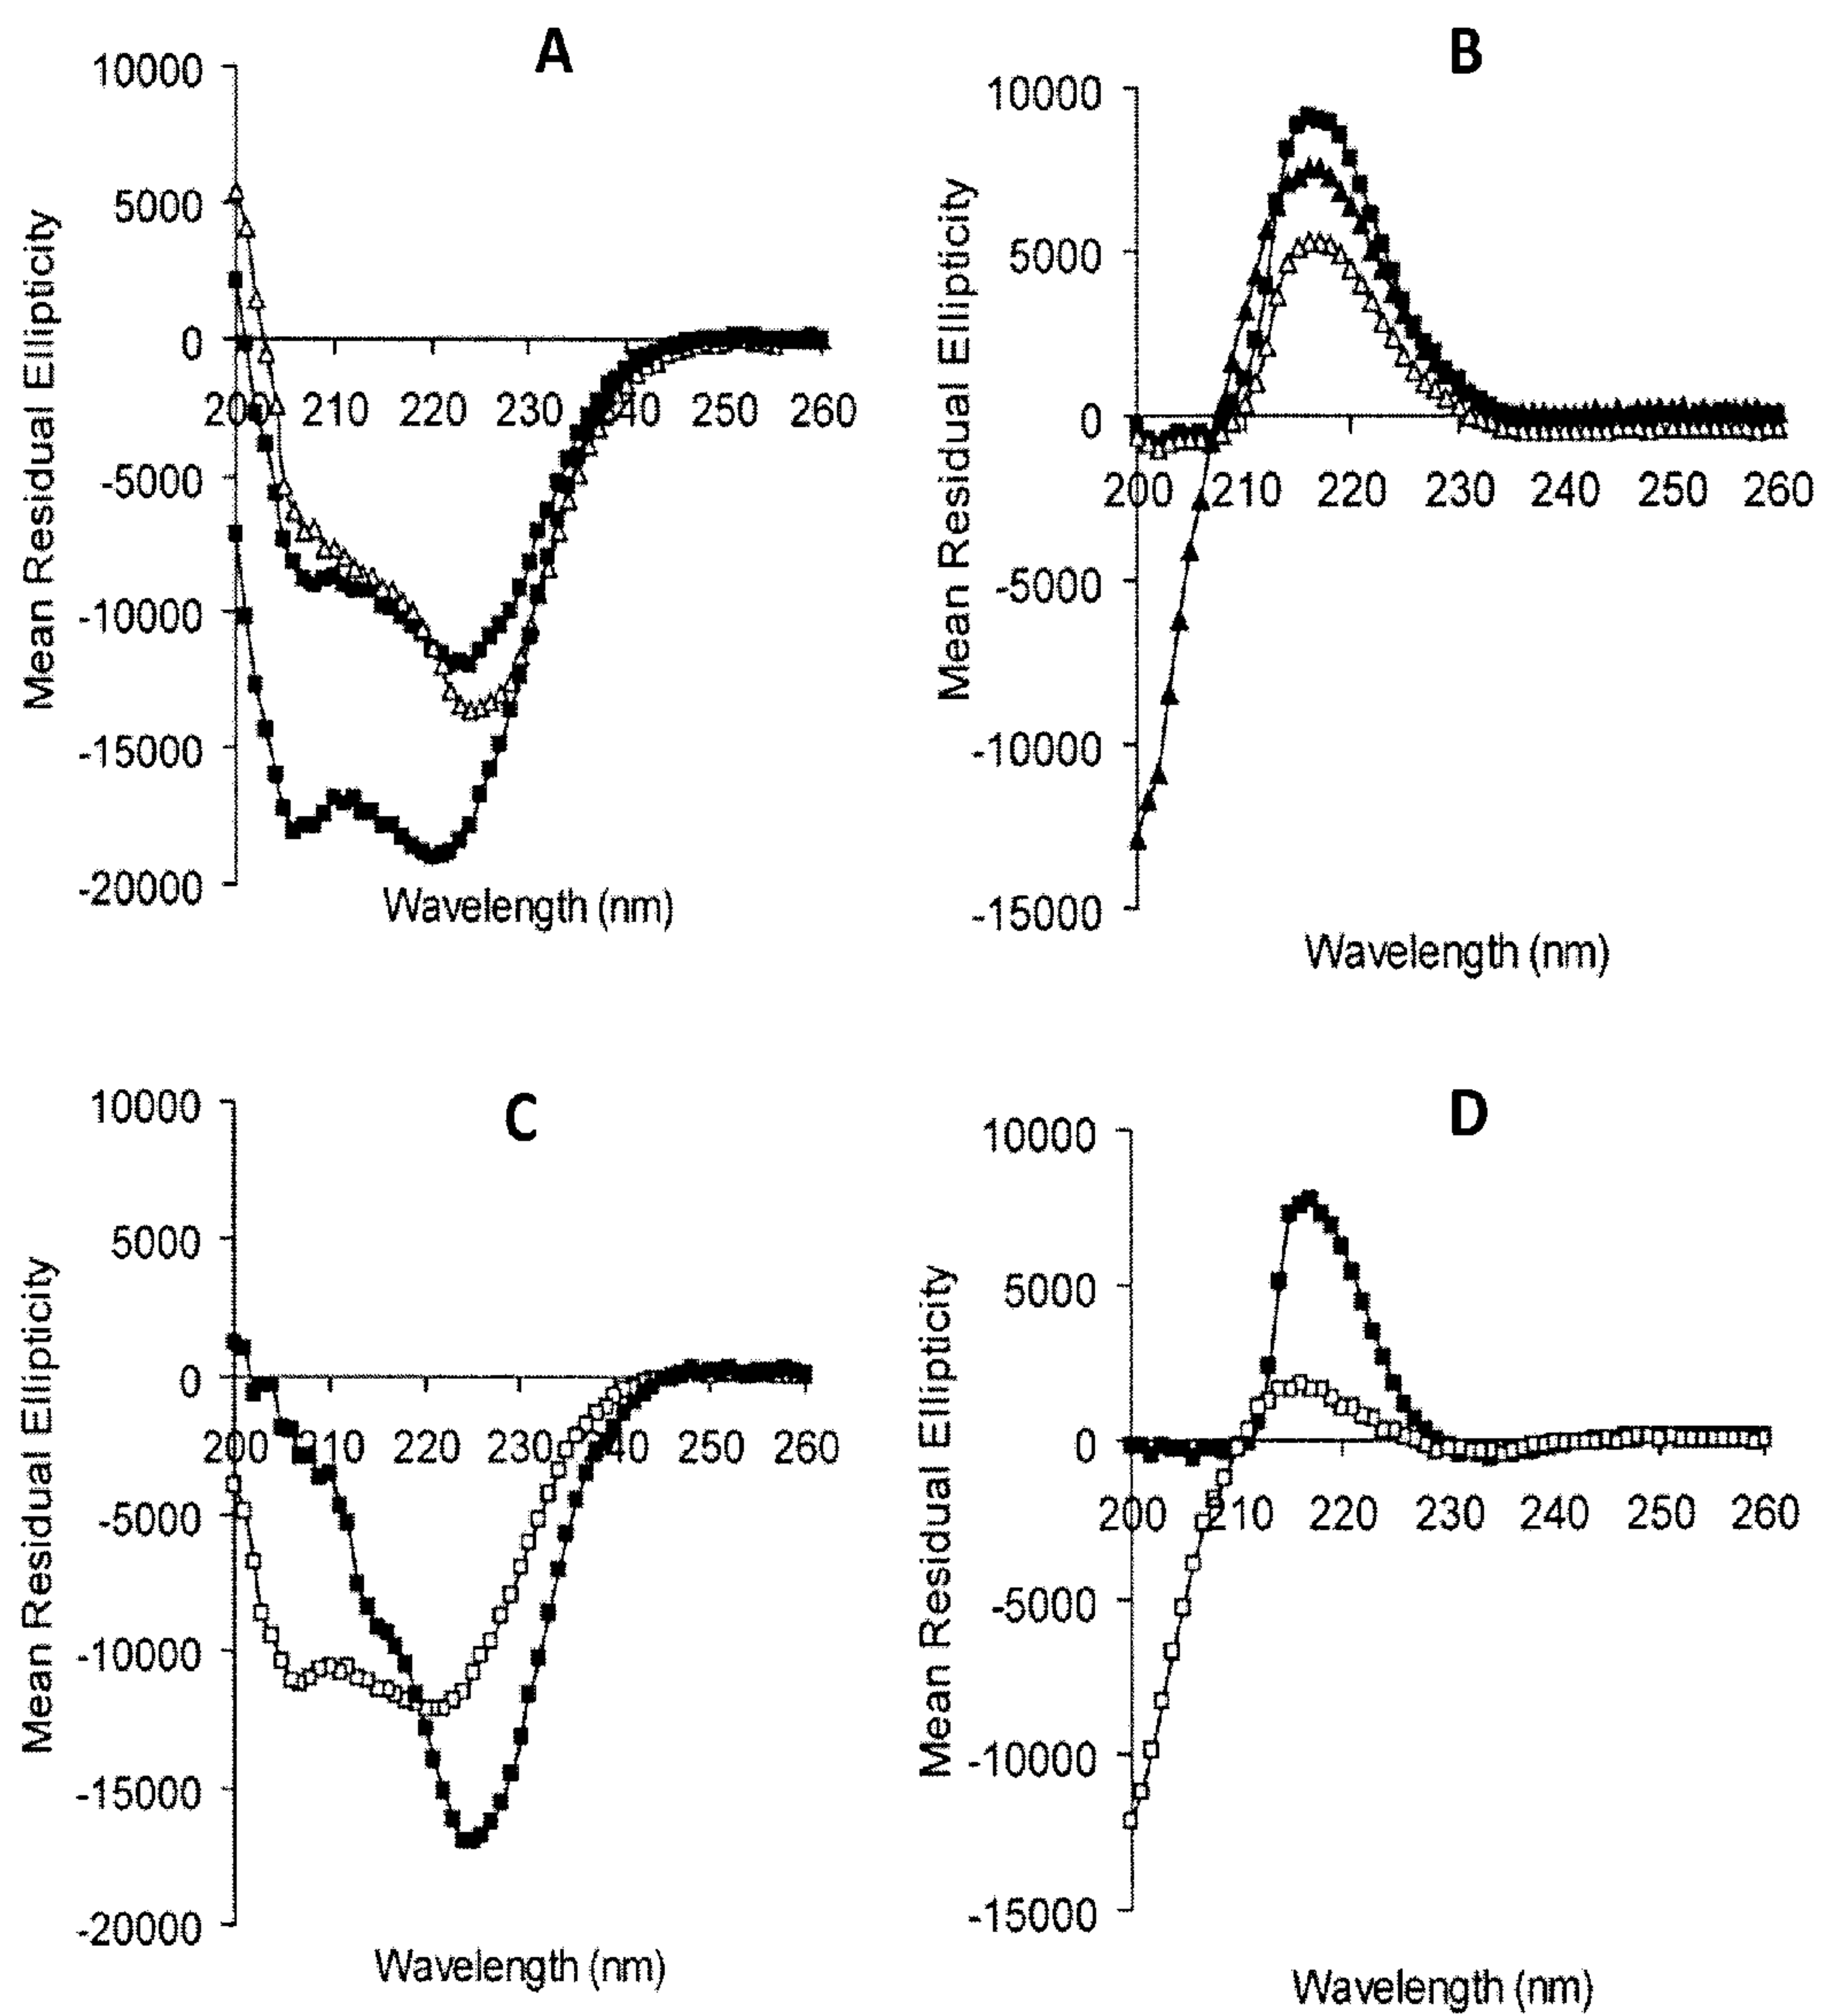 A
10000
5000
0
-5000
-10000
-15000
-20000
200 210 220 230 240 250 260
Mean Residual Ellipticity
Wavelength (nm)
B
10000
5000
0
-5000
-10000
-15000
200 210 220 230 240 250 260
Mean Residual Ellipticity
Wavelength (nm)
C
10000
5000
0
-5000
-10000
-15000
-20000
200 210 220 230 240 250 260
Mean Residual Ellipticity
Wavelength (nm)
D
10000
5000
0
-5000
-10000
-15000
200 210 220 230 240 250 260
Mean Residual Ellipticity
Wavelength (nm)